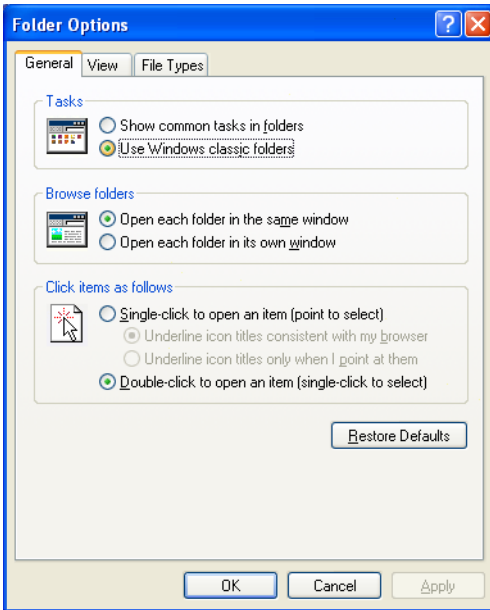 Folder Options
?
X
General View File Types
Tasks
Show common tasks in folders
Use Windows classic folders
Browse folders
Open each folder in the same window
Open each folder in its own window
Click items as follows
Single-click to open an item (point to select)
Underline icon titles consistent with my browser
Underline icon titles only when I point at them
Double-click to open an item (single-click to select)
Restore Defaults
OK Cancel Apply